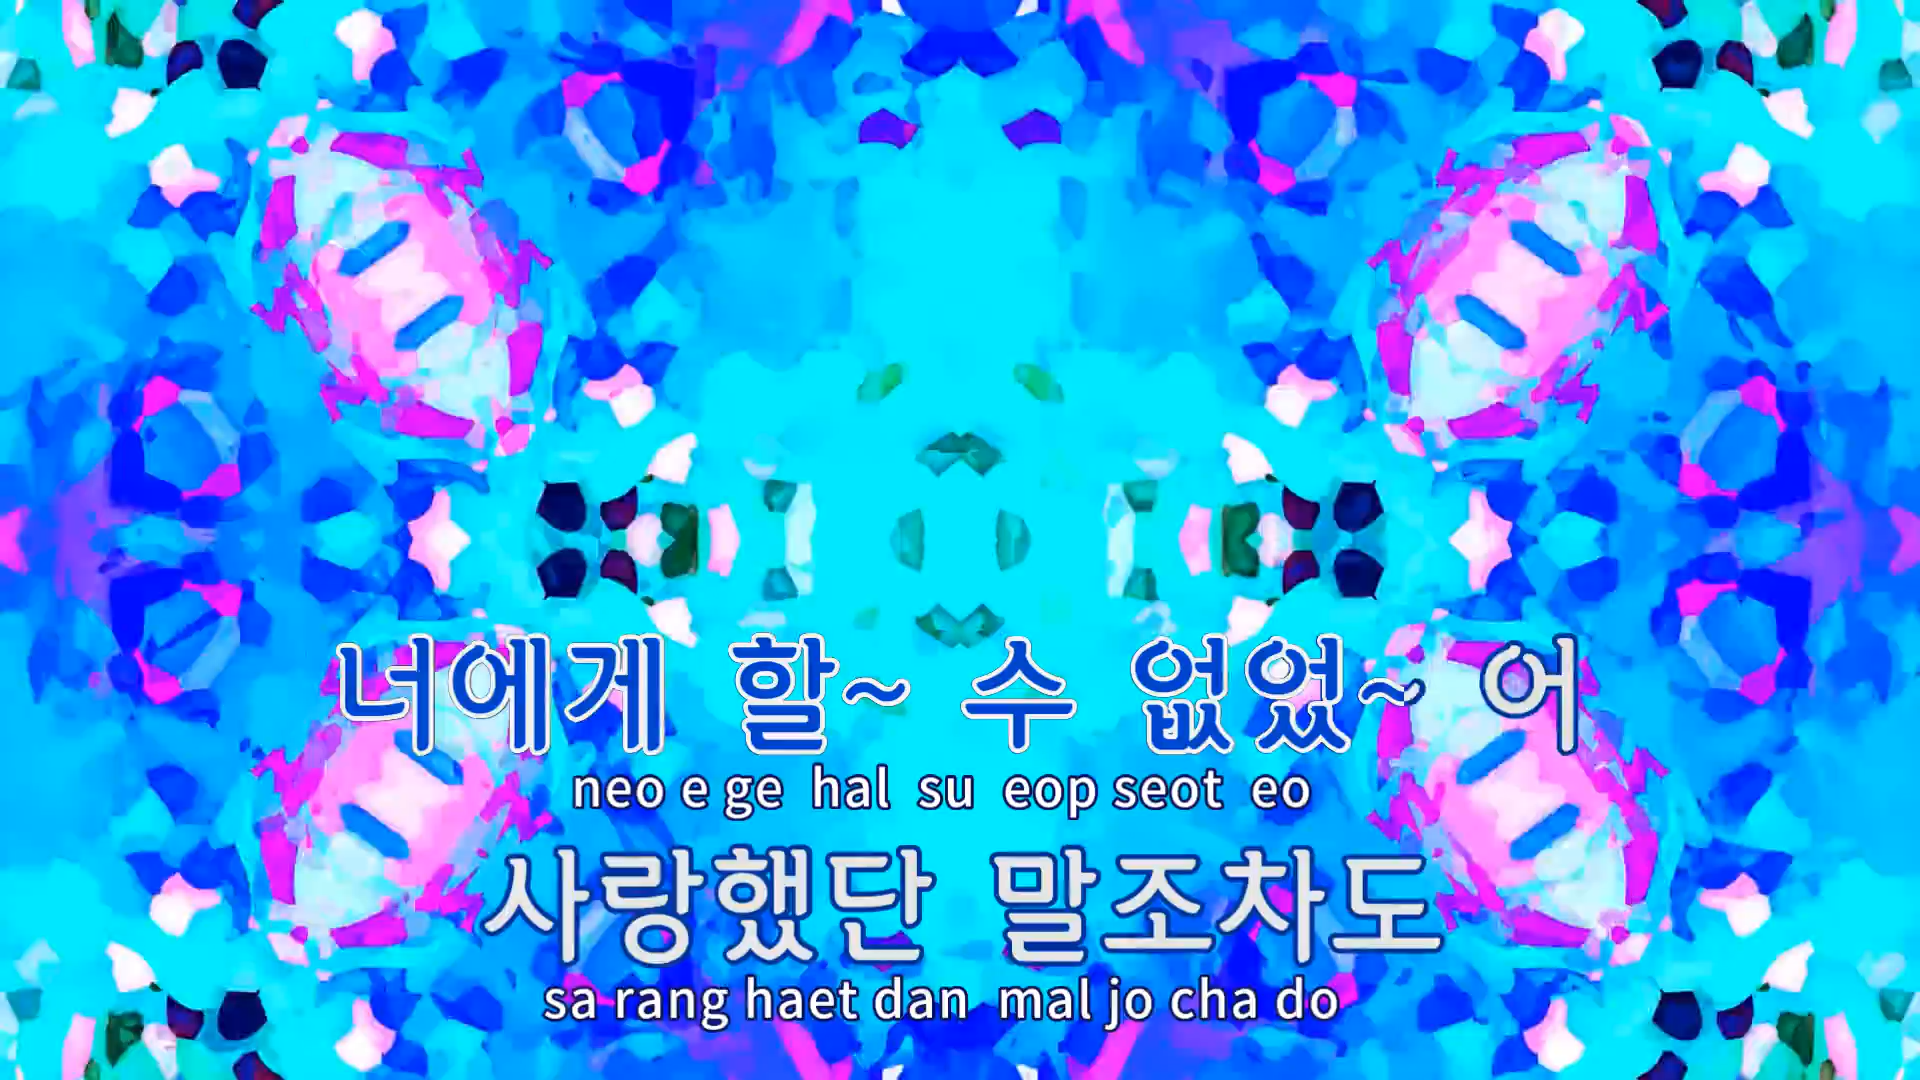 너에게 할~ 수 없었~ 어
neo e ge hal su eop seot eo
사랑했단 말조차도
sa rang haet dan mal jo cha do